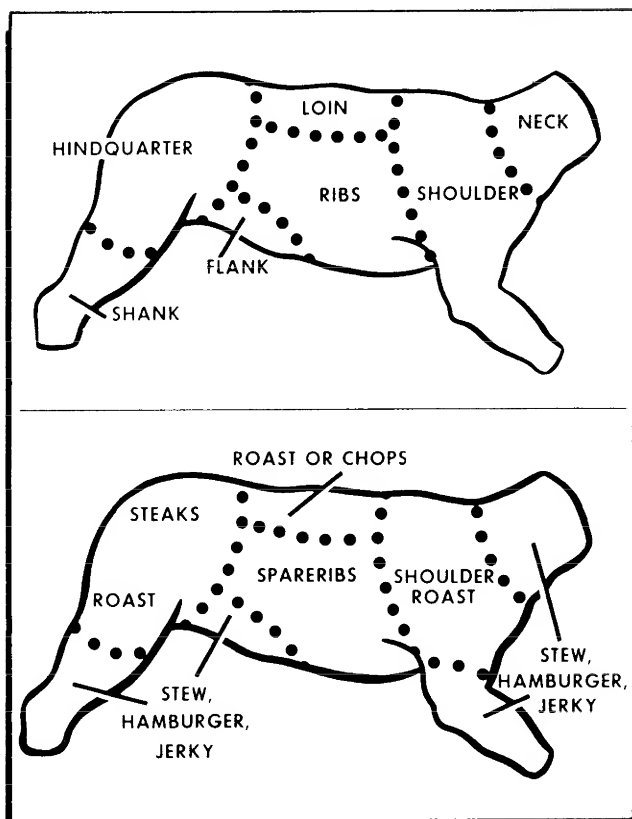 LOIN
NECK
HINDQUARTER
RIBS
SHOULDER
FLANK
SHANK
ROAST OR CHOPS
STEAKS
SPARERIBS
SHOULDER
ROAST
ROAST
STEW,
HAMBURGER,
JERKY
STEW,
HAMBURGER,
JERKY